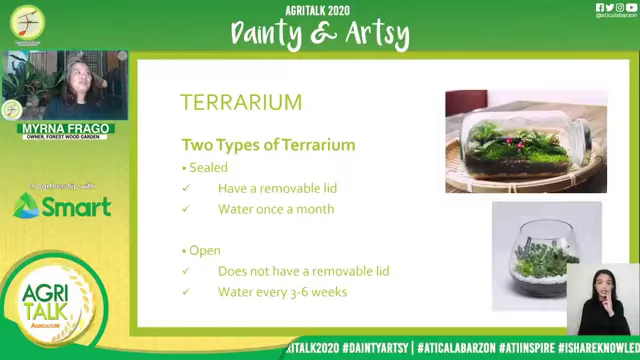 AGRITALK 2020
Dainty & Artsy
@aticalabarzon
MYRNA FRAGO
OWNER, FOREST WOOD GARDEN
In partnership with
Smart
AGRI
TALK
AGRICULTURE
TERRARIUM
Two Types of Terrarium
• Sealed
✓ Have a removable lid
✓ Water once a month
• Open
✓ Does not have a removable lid
✓ Water every 3-6 weeks
RITALK2020 #DAINTYARTSY | #ATICALABARZON #ATIINSPIRE #ISHAREKNOWLED